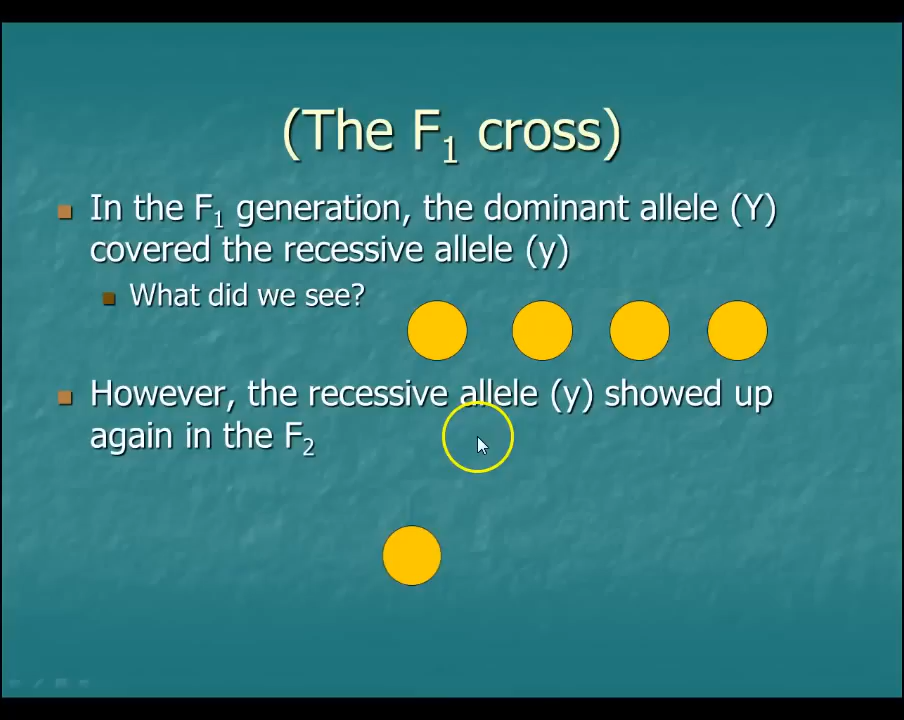 (The F₁ cross)
In the F₁ generation, the dominant allele (Y)
covered the recessive allele (y)
What did we see?
However, the recessive allele (y) showed up
again in the F₂